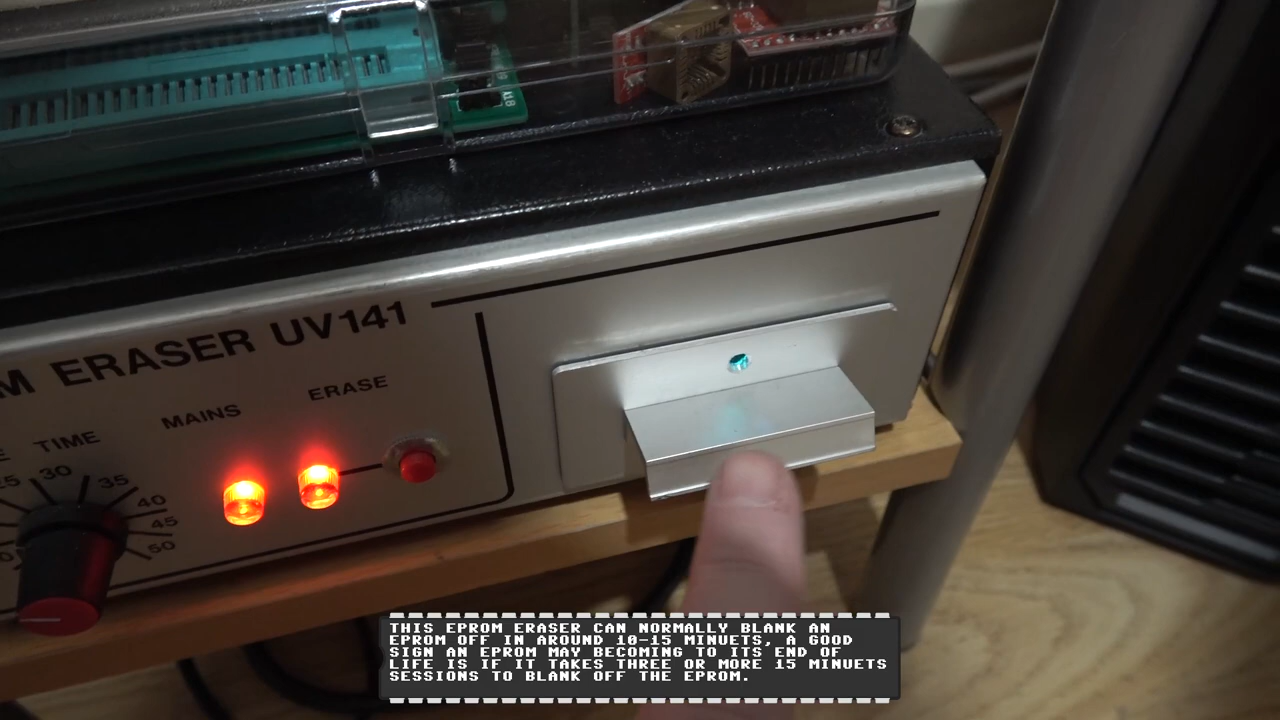 A18
M ERASER UV141
MAINS
ERASE
TIME
30
35
40
45
50
THIS EPROM ERASER CAN NORMALLY BLANK AN
EPROM OFF IN AROUND 10-15 MINUETS, A GOOD
SIGN AN EPROM MAY BECOMING TO ITS END OF
LIFE IS IF IT TAKES THREE OR MORE 15 MINUETS
SESSIONS TO BLANK OFF THE EPROM.